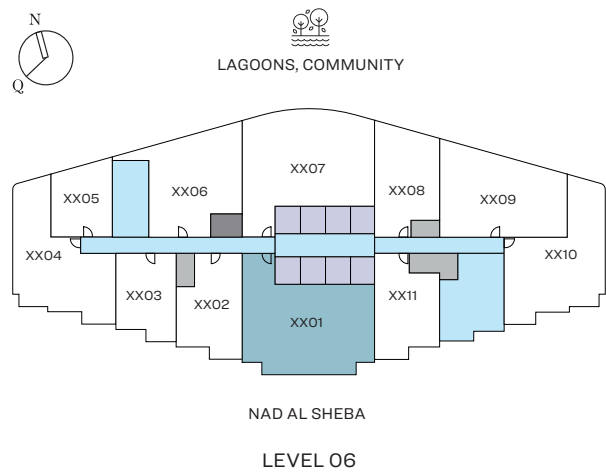 N
Q
LAGOONS, COMMUNITY
XX07
XX05
XX06
XX08
XX09
XX04
XX10
XX03
XX02
XX01
XX11
NAD AL SHEBA
LEVEL 06